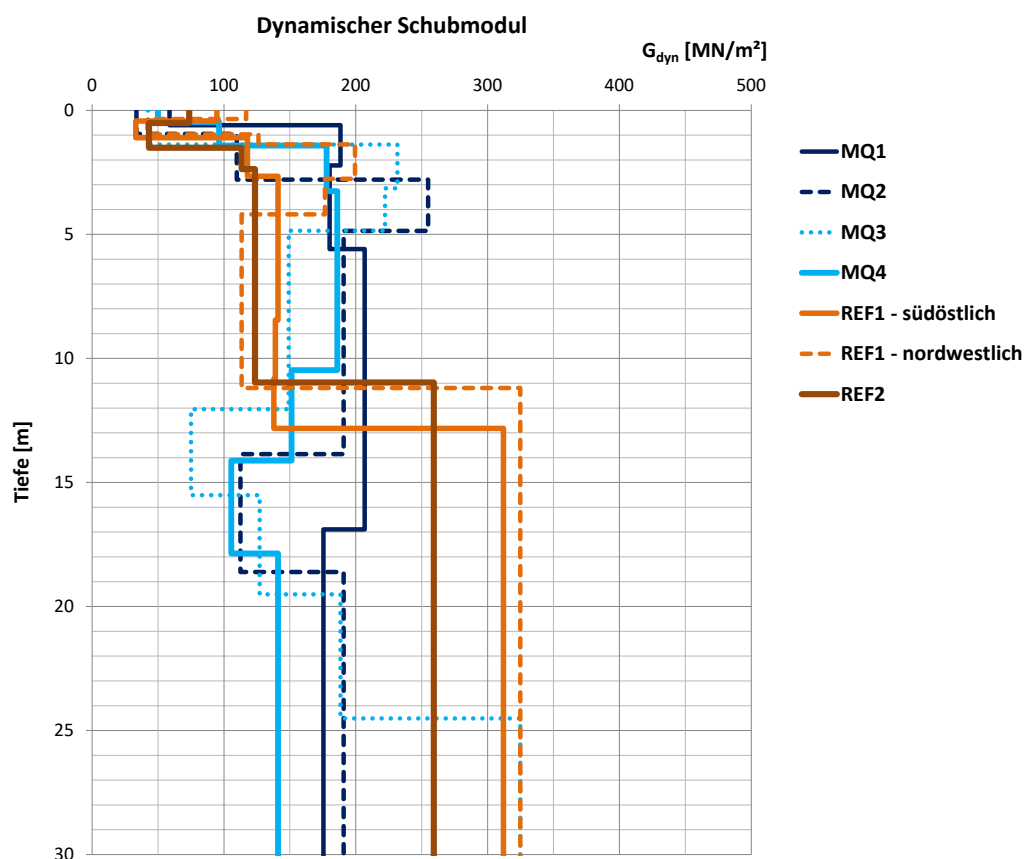 Dynamischer Schubmodul
Gdyn [MN/m²]
0 100 200 300 400 500
0
5
10
15
20
25
30
Tiefe [m]
MQ1
MQ2
MQ3
MQ4
REF1 - südöstlich
REF1 - nordwestlich
REF2